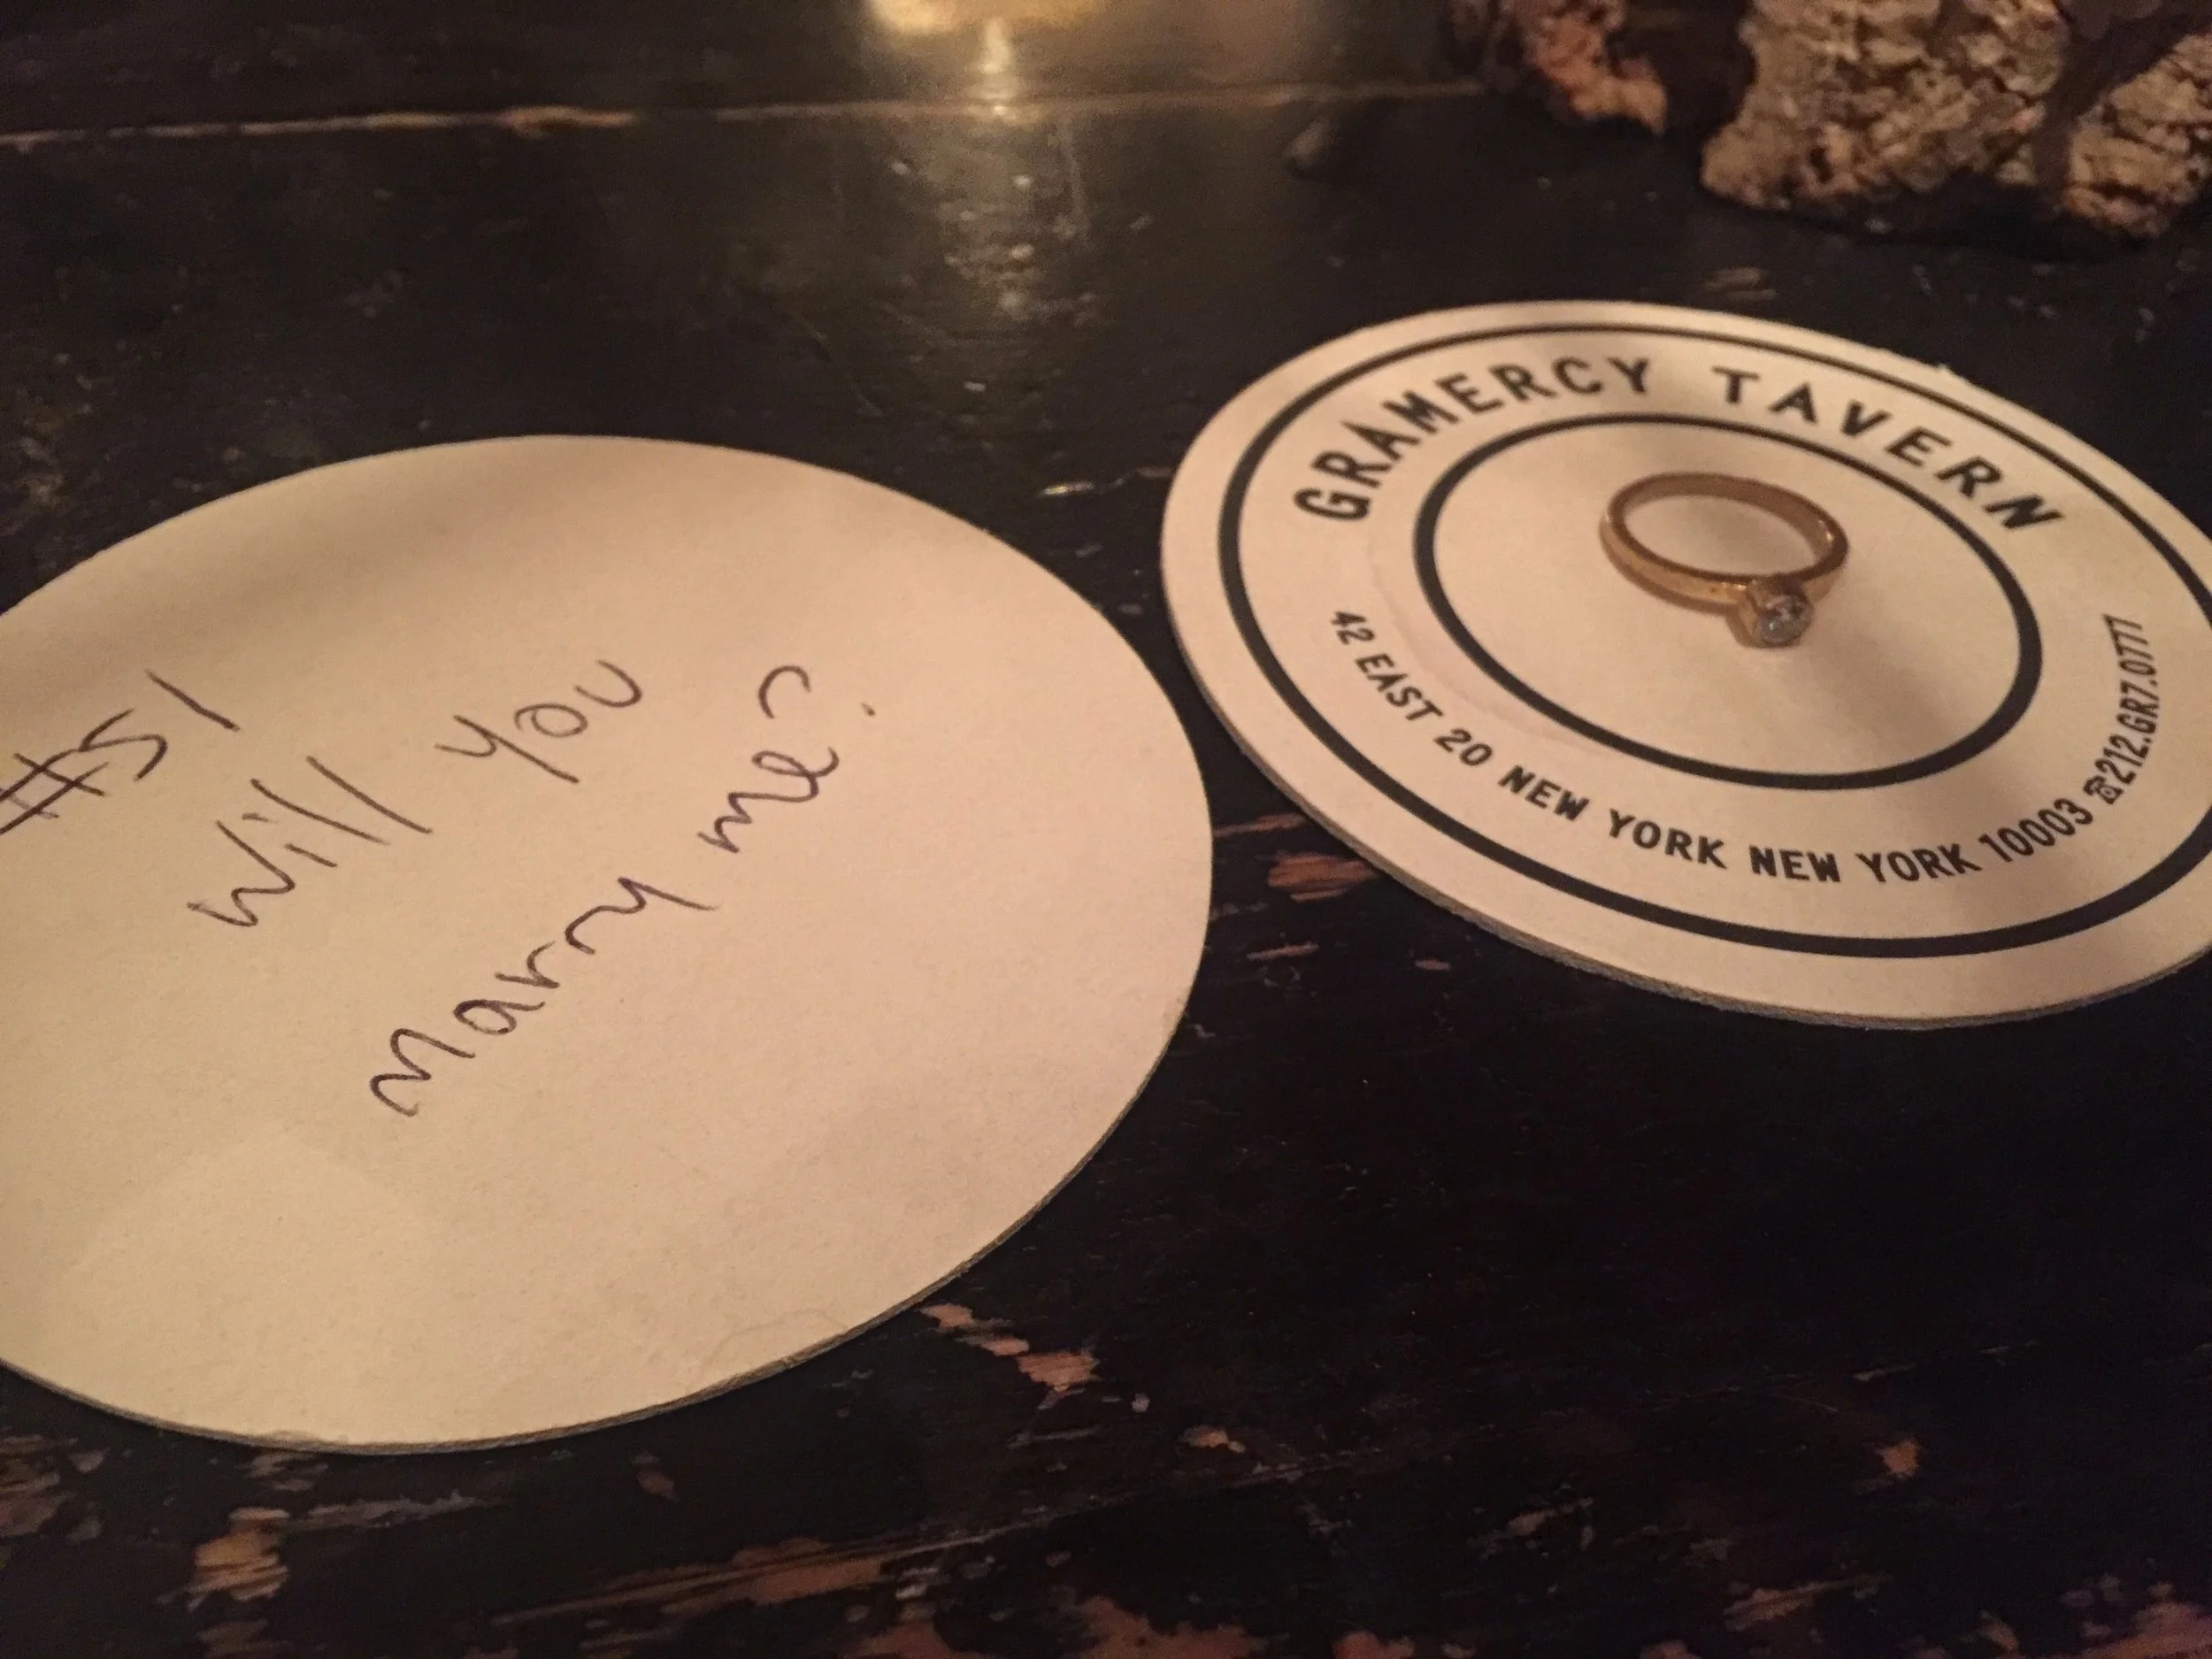 #51
Will you
marry me?
GRAMERCY TAVERN
42 EAST 20 NEW YORK NEW YORK 10003 ☎212.GR7.0777